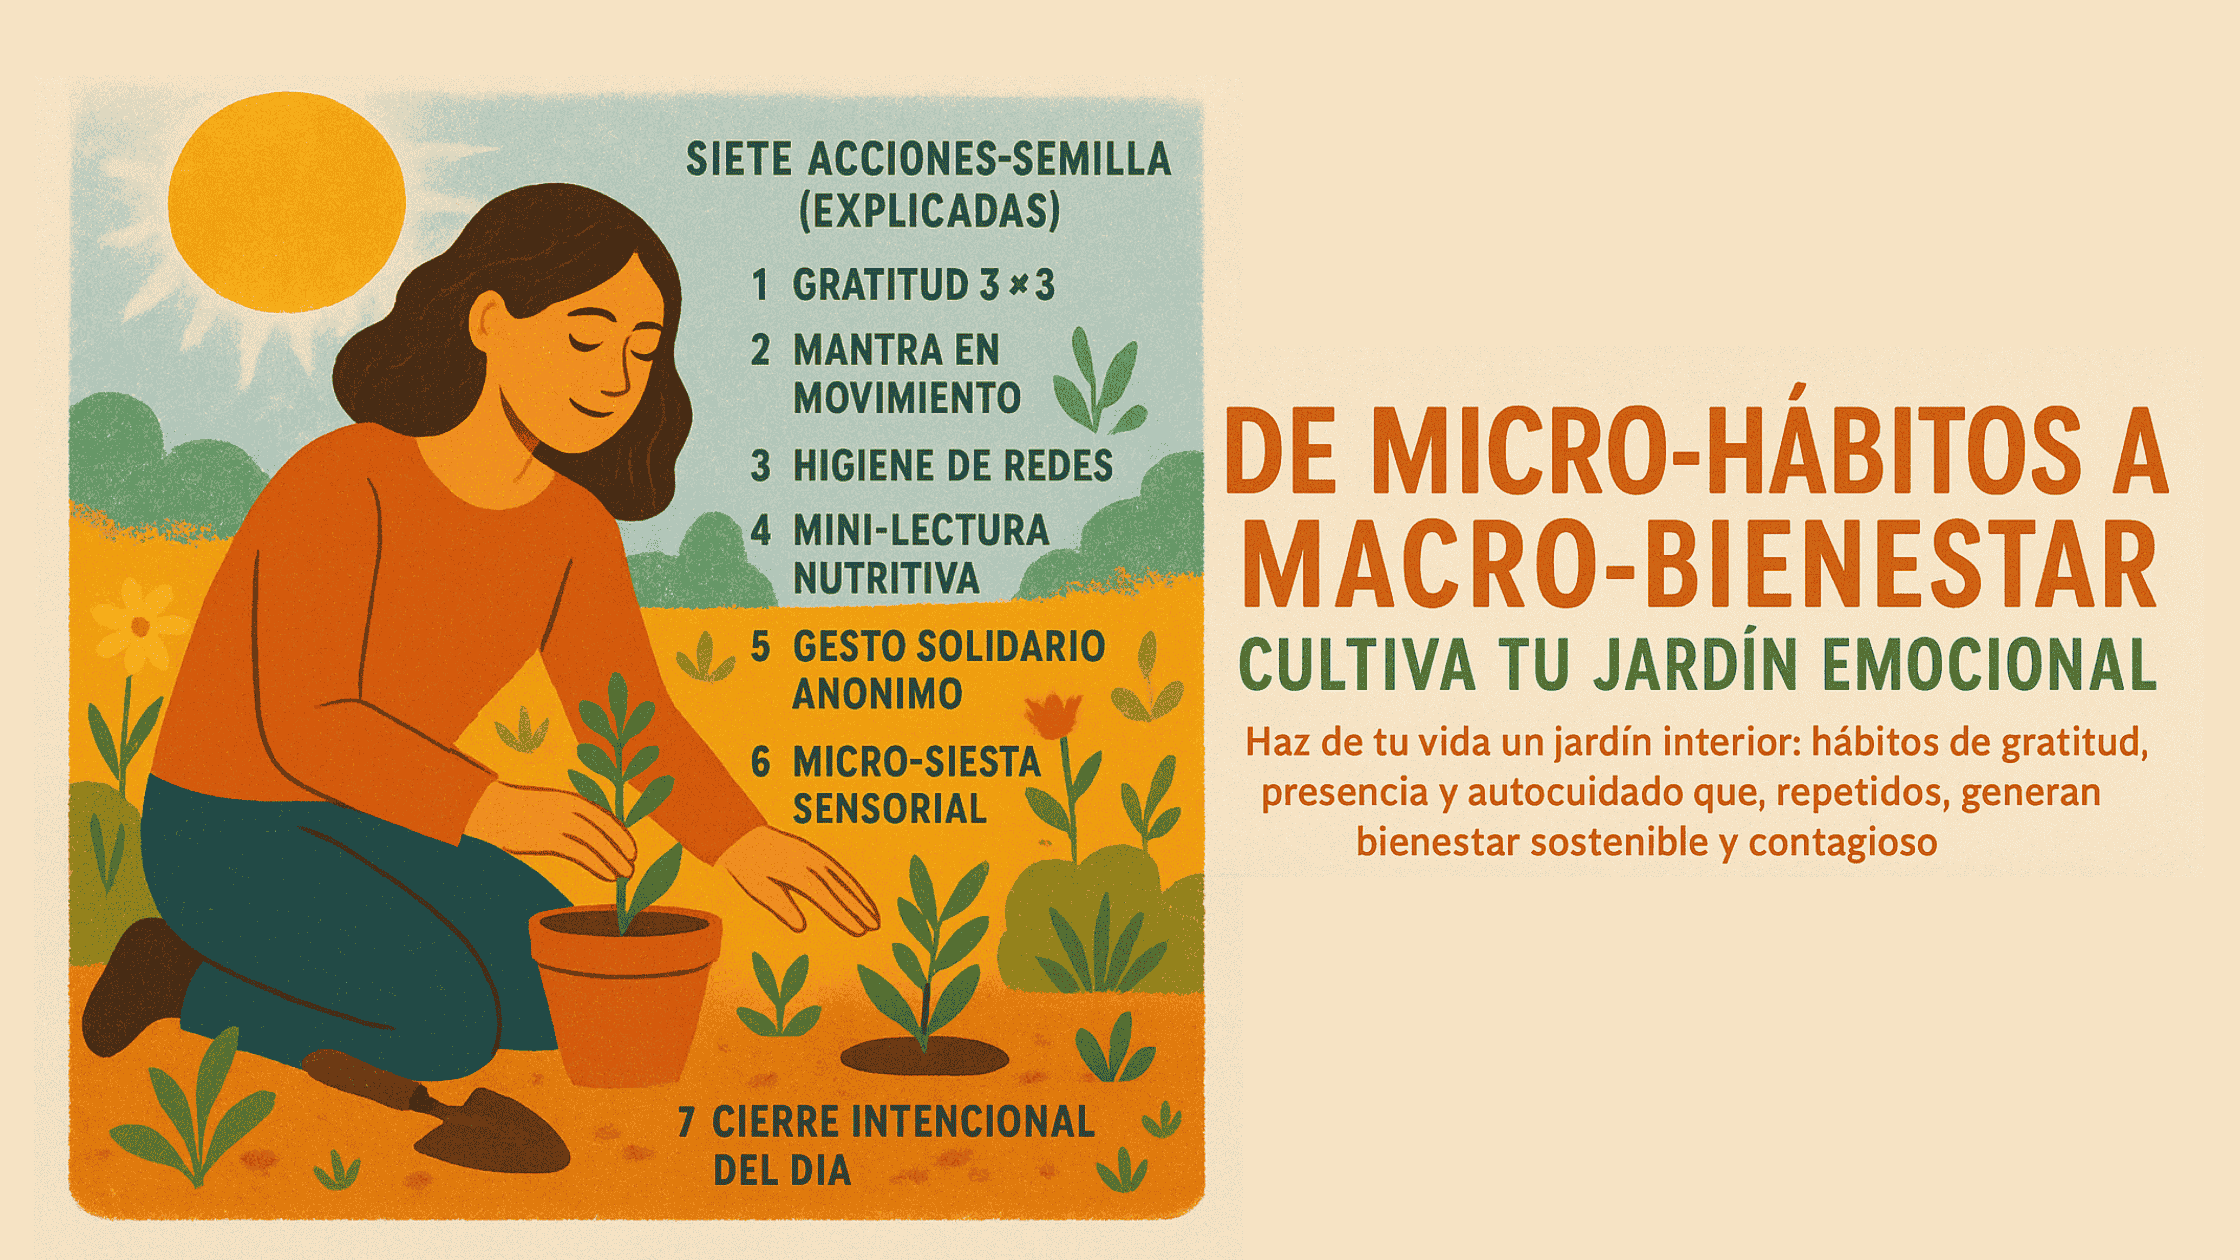 SIETE ACCIONES-SEMILLA
(EXPLICADAS)
1 GRATITUD 3 × 3
2 MANTRA EN
MOVIMIENTO
3 HIGIENE DE REDES
4 MINI-LECTURA
NUTRITIVA
5 GESTO SOLIDARIO
ANONIMO
6 MICRO-SIESTA
SENSORIAL
7 CIERRE INTENCIONAL
DEL DIA
DE MICRO-HÁBITOS A
MACRO-BIENESTAR
CULTIVA TU JARDÍN EMOCIONAL
Haz de tu vida un jardín interior: hábitos de gratitud,
presencia y autocuidado que, repetidos, generan
bienestar sostenible y contagioso